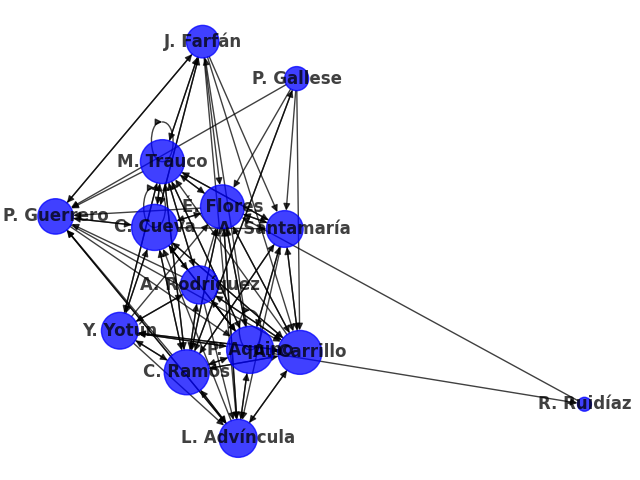 J. Farfán
P. Gallese
M. Trauco
P. Guerrero
E. Flores
C. Cueva
A. Santamaría
A. Rodríguez
Y. Yotún
P. Aquino
A. Carrillo
C. Ramos
R. Ruidíaz
L. Advíncula